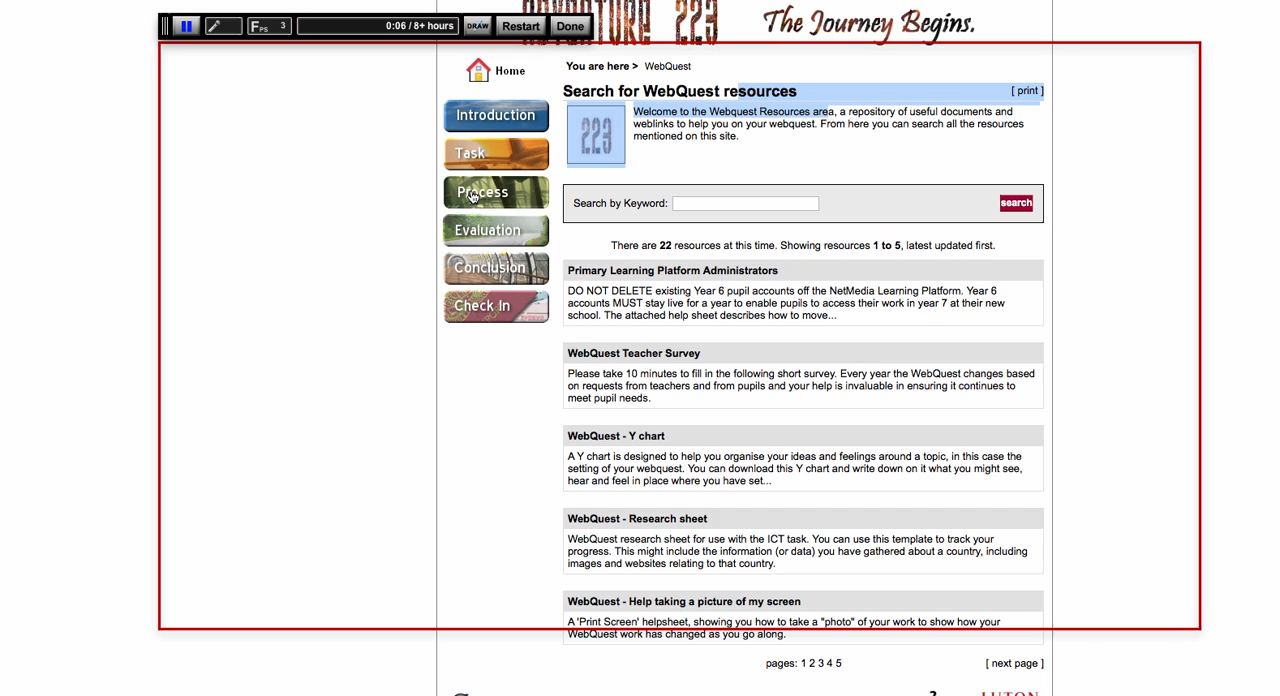 ADVENTURE 223
The Journey Begins.
FPS 3
0:06 / 8+ hours
DRAW
Restart
Done
Home
You are here > WebQuest
Introduction
Task
Process
Evaluation
Conclusion
Check In
Search for WebQuest resources
[ print ]
223
Welcome to the Webquest Resources area, a repository of useful documents and
weblinks to help you on your webquest. From here you can search all the resources
mentioned on this site.
Search by Keyword:
search
There are 22 resources at this time. Showing resources 1 to 5, latest updated first.
Primary Learning Platform Administrators
DO NOT DELETE existing Year 6 pupil accounts off the NetMedia Learning Platform. Year 6
accounts MUST stay live for a year to enable pupils to access their work in year 7 at their new
school. The attached help sheet describes how to move...
WebQuest Teacher Survey
Please take 10 minutes to fill in the following short survey. Every year the WebQuest changes based
on requests from teachers and from pupils and your help is invaluable in ensuring it continues to
meet pupil needs.
WebQuest - Y chart
A Y chart is designed to help you organise your ideas and feelings around a topic, in this case the
setting of your webquest. You can download this Y chart and write down on it what you might see,
hear and feel in place where you have set...
WebQuest - Research sheet
WebQuest research sheet for use with the ICT task. You can use this template to track your
progress. This might include the information (or data) you have gathered about a country, including
images and websites relating to that country.
WebQuest - Help taking a picture of my screen
A 'Print Screen' helpsheet, showing you how to take a "photo" of your work to show how your
WebQuest work has changed as you go along.
pages: 1 2 3 4 5
[ next page ]
LUTON